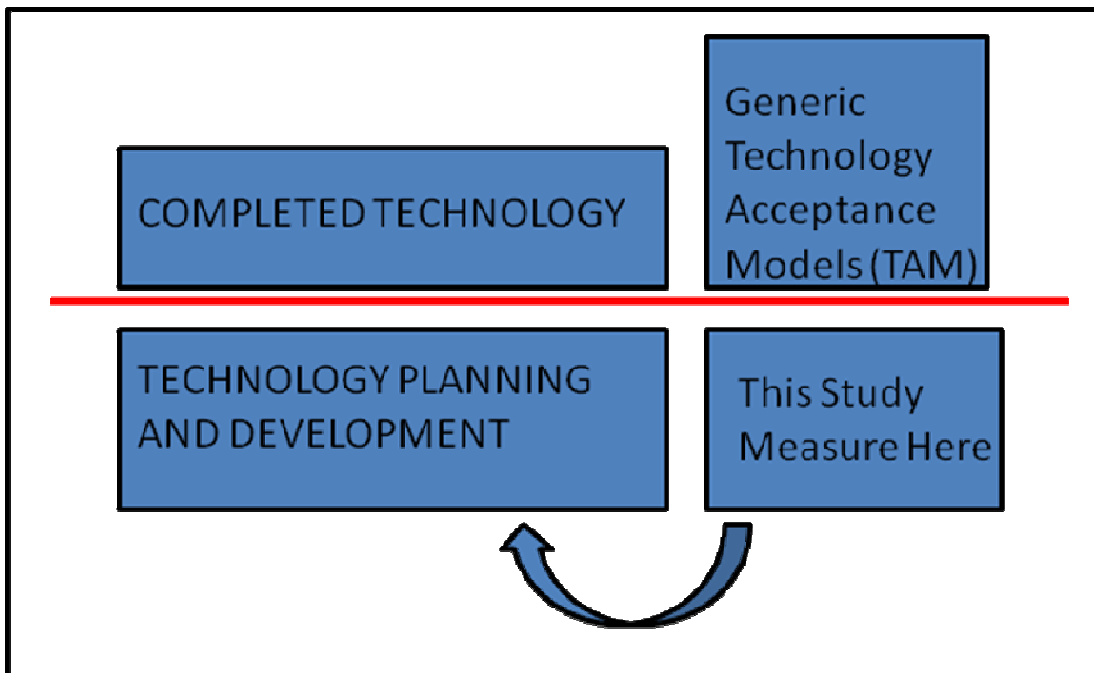 COMPLETED TECHNOLOGY
Generic
Technology
Acceptance
Models (TAM)
TECHNOLOGY PLANNING
AND DEVELOPMENT
This Study
Measure Here